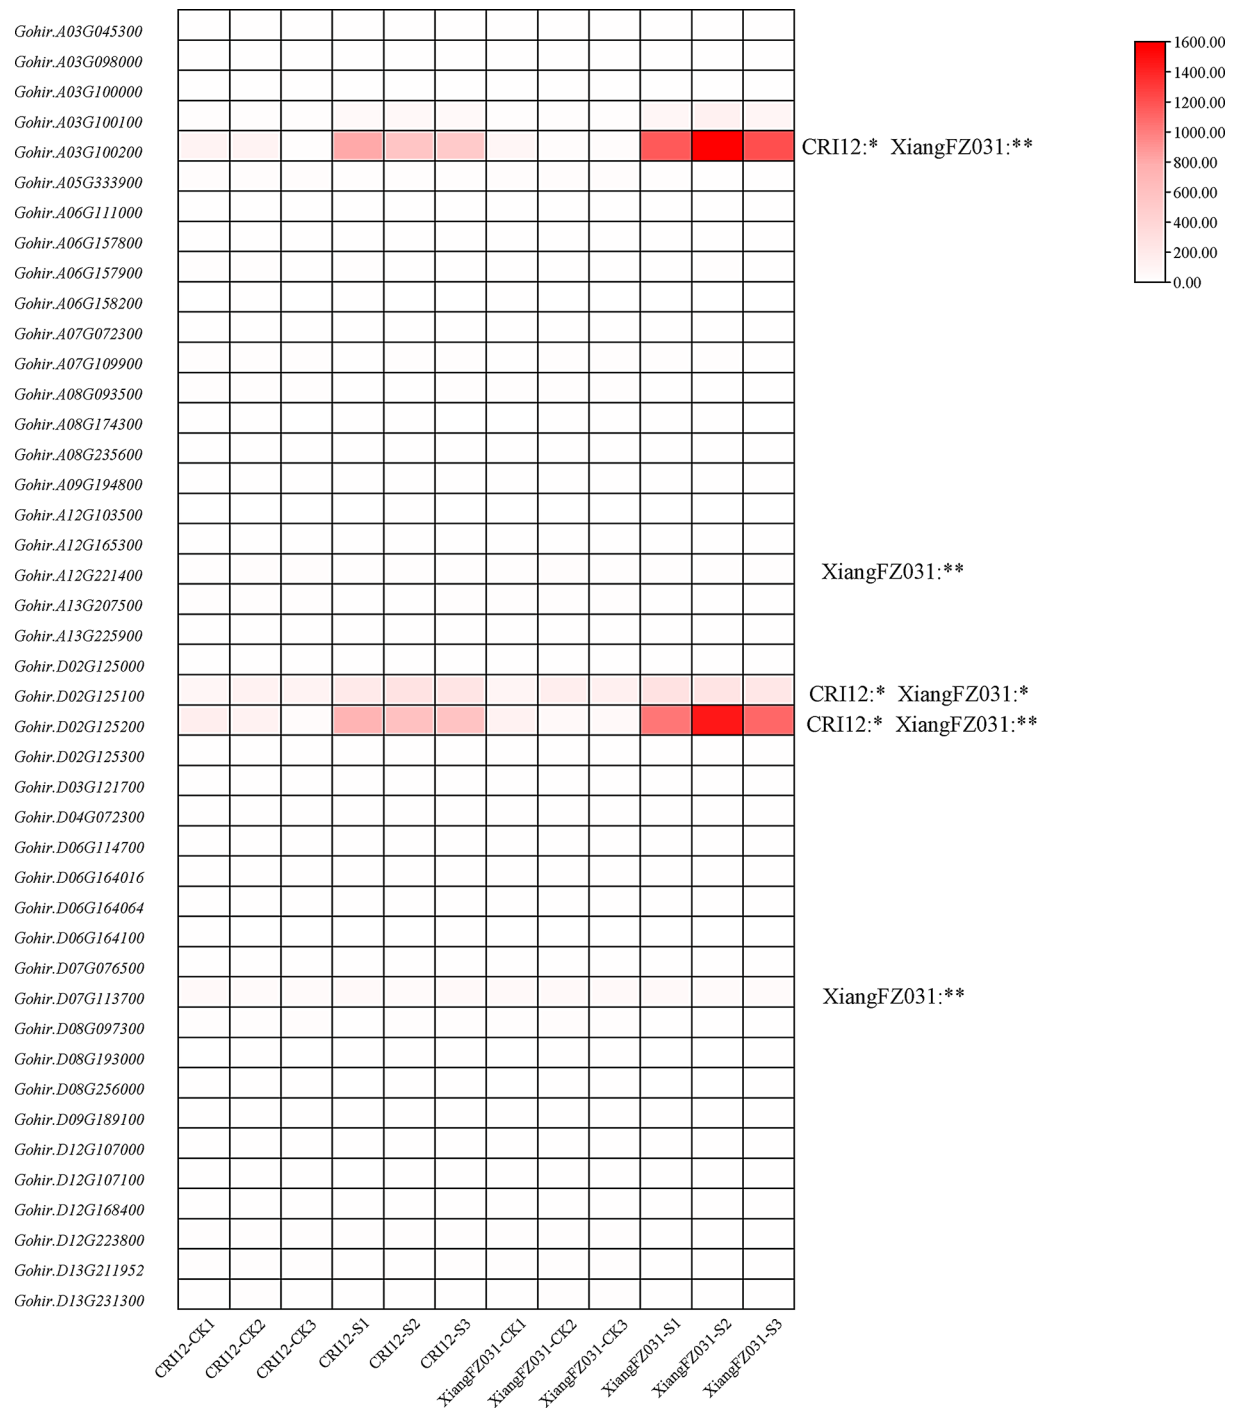 Gohir.A03G045300
Gohir.A03G098000
Gohir.A03G100000
Gohir.A03G100100
Gohir.A03G100200 CRI12:* XiangFZ031:**
Gohir.A05G333900
Gohir.A06G111000
Gohir.A06G157800
Gohir.A06G157900
Gohir.A06G158200
Gohir.A07G072300
Gohir.A07G109900
Gohir.A08G093500
Gohir.A08G174300
Gohir.A08G235600
Gohir.A09G194800
Gohir.A12G103500
Gohir.A12G165300
Gohir.A12G221400 XiangFZ031:**
Gohir.A13G207500
Gohir.A13G225900
Gohir.D02G125000
Gohir.D02G125100 CRI12:* XiangFZ031:*
Gohir.D02G125200 CRI12:* XiangFZ031:**
Gohir.D02G125300
Gohir.D03G121700
Gohir.D04G072300
Gohir.D06G114700
Gohir.D06G164016
Gohir.D06G164064
Gohir.D06G164100
Gohir.D07G076500
Gohir.D07G113700 XiangFZ031:**
Gohir.D08G097300
Gohir.D08G193000
Gohir.D08G256000
Gohir.D09G189100
Gohir.D12G107000
Gohir.D12G107100
Gohir.D12G168400
Gohir.D12G223800
Gohir.D13G211952
Gohir.D13G231300
CRI12-CK1
CRI12-CK2
CRI12-CK3
CRI12-S1
CRI12-S2
CRI12-S3
XiangFZ031-CK1
XiangFZ031-CK2
XiangFZ031-CK3
XiangFZ031-S1
XiangFZ031-S2
XiangFZ031-S3
1600.00
1400.00
1200.00
1000.00
800.00
600.00
400.00
200.00
0.00